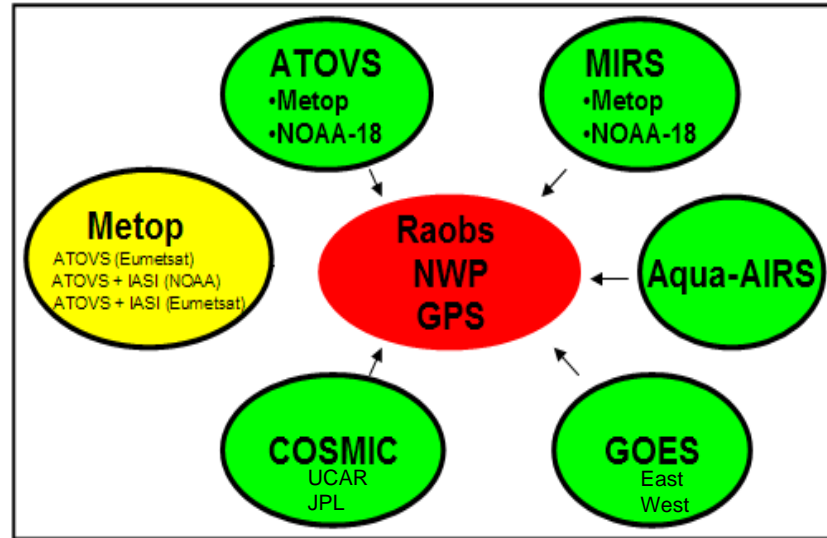 ATOVS
•Metop
•NOAA-18
MIRS
•Metop
•NOAA-18
Metop
ATOVS (Eumetsat)
ATOVS + IASI (NOAA)
ATOVS + IASI (Eumetsat)
Raobs
NWP
GPS
Aqua-AIRS
COSMIC
UCAR
JPL
GOES
East
West